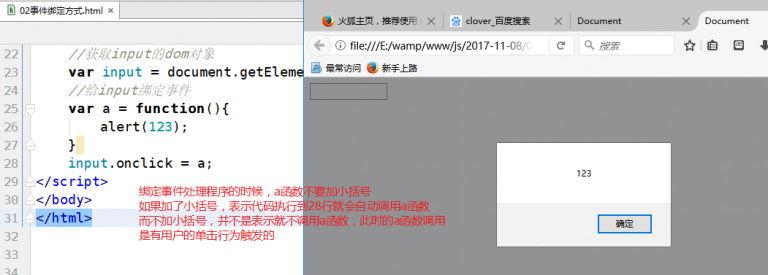 02事件绑定方式.html
22 //获取input的dom对象
23 var input = document.getEleme
24 //给input绑定事件
25 var a = function(){
26 alert(123);
27 }
28 input.onclick = a;
29 </script>
30 </body>
31 </html>
32
33
34
绑定事件处理程序的时候，a函数不要加小括号
如果加了小括号，表示代码执行到28行就会自动调用a函数
而不加小括号，并不是表示就不调用a函数，此时的a函数调用
是有用户的单击行为触发的
火狐主页，推荐使用
clover_百度搜索
Document
Document
file:///E:/wamp/www/js/2017-11-08/0
搜索
最常访问
新手上路
123
确定